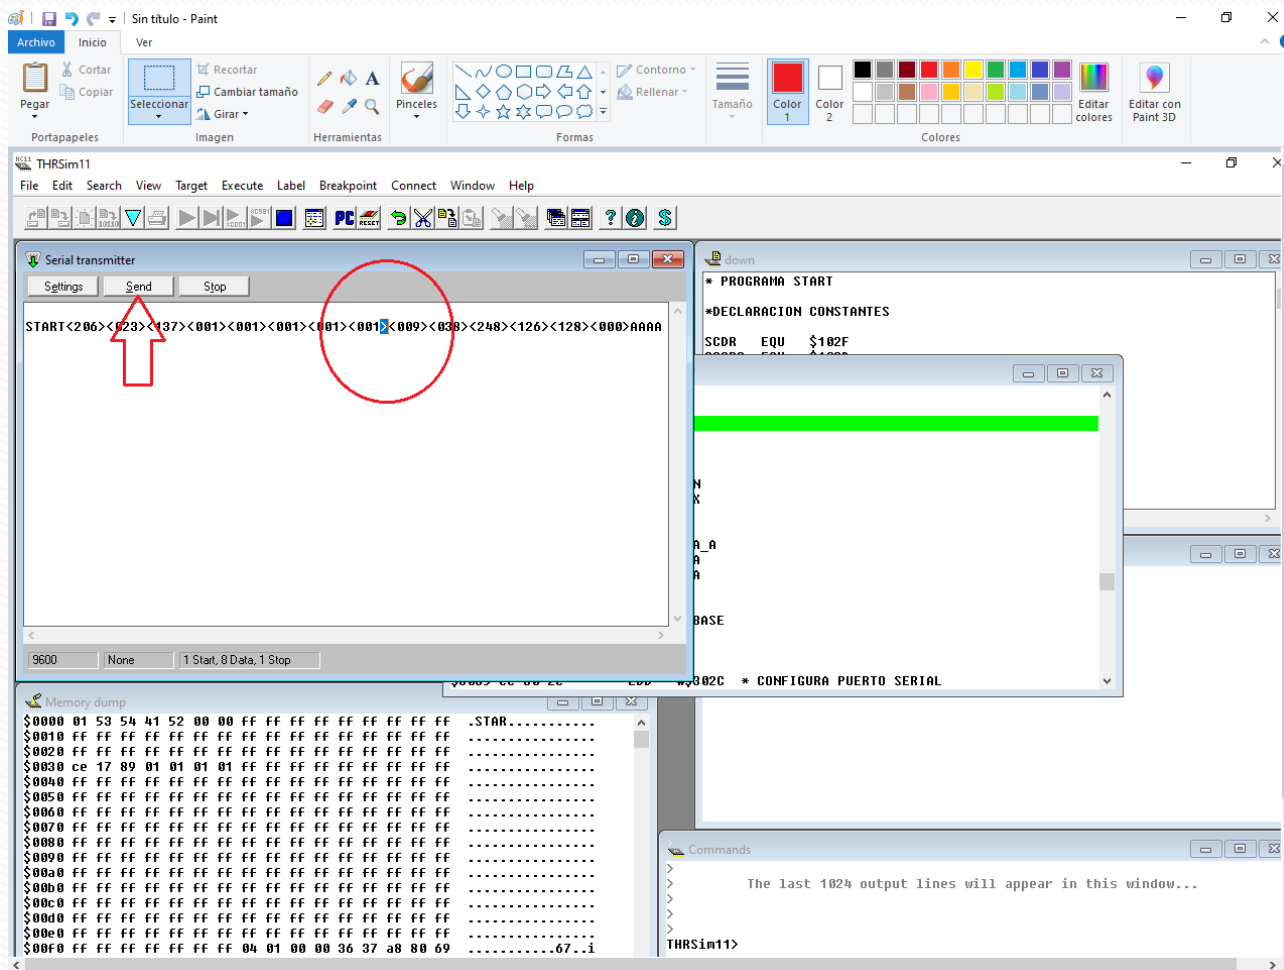 Sin título - Paint
Archivo Inicio Ver
Pegar
Cortar
Copiar
Portapapeles
Seleccionar
Recortar
Cambiar tamaño
Girar
Imagen
A
Herramientas
Pinceles
Contorno
Rellenar
Formas
Tamaño
Color 1
Color 2
Editar colores
Colores
Editar con Paint 3D
HC11
THRSim11
File Edit Search View Target Execute Label Breakpoint Connect Window Help
PC RESET ? $
Serial transmitter
Settings Send Stop
START<206><023><137><001><001><001><001><001><009><038><248><126><128><000>AAAA
9600 None 1 Start, 8 Data, 1 Stop
down
* PROGRAMA START
*DECLARACION CONSTANTES
SCDR EQU $102F
N
X
A_A
A
A
BASE
* CONFIGURA PUERTO SERIAL
Memory dump
$0000 01 53 54 41 52 00 00 ff ff ff ff ff ff ff ff ff .STAR...........
$0010 ff ff ff ff ff ff ff ff ff ff ff ff ff ff ff ff ................
$0020 ff ff ff ff ff ff ff ff ff ff ff ff ff ff ff ff ................
$0030 ce 17 89 01 01 01 01 ff ff ff ff ff ff ff ff ff ................
$0040 ff ff ff ff ff ff ff ff ff ff ff ff ff ff ff ff ................
$0050 ff ff ff ff ff ff ff ff ff ff ff ff ff ff ff ff ................
$0060 ff ff ff ff ff ff ff ff ff ff ff ff ff ff ff ff ................
$0070 ff ff ff ff ff ff ff ff ff ff ff ff ff ff ff ff ................
$0080 ff ff ff ff ff ff ff ff ff ff ff ff ff ff ff ff ................
$0090 ff ff ff ff ff ff ff ff ff ff ff ff ff ff ff ff ................
$00a0 ff ff ff ff ff ff ff ff ff ff ff ff ff ff ff ff ................
$00b0 ff ff ff ff ff ff ff ff ff ff ff ff ff ff ff ff ................
$00c0 ff ff ff ff ff ff ff ff ff ff ff ff ff ff ff ff ................
$00d0 ff ff ff ff ff ff ff ff ff ff ff ff ff ff ff ff ................
$00e0 ff ff ff ff ff ff ff ff ff ff ff ff ff ff ff ff ................
$00f0 ff ff ff ff ff ff ff 04 01 00 00 36 37 a8 80 69 ...........67..i
Commands
>
> The last 1024 output lines will appear in this window...
>
>
>
THRSim11>